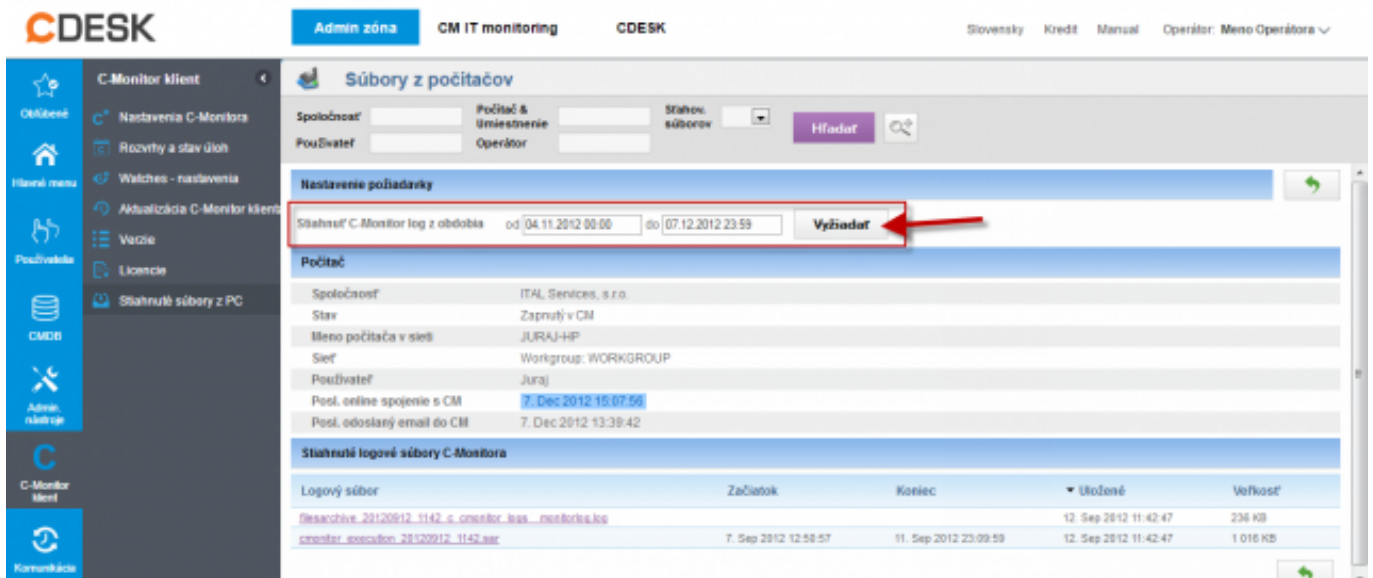 CDESK
Admin zóna CM IT monitoring CDESK Slovensky Kredit Manual Operátor: Meno Operátora
Obľúbené
Hlavné menu
Používatelia
CMDB
Admin.
nástroje
C-Monitor
klient
Komunikácia
C-Monitor klient
Nastavenia C-Monitora
Rozvrhy a stav úloh
Watches - nastavenia
Aktualizácia C-Monitor klienta
Verzie
Licencie
Stiahnuté súbory z PC
Súbory z počítačov
Spoločnosť Počítač & Umiestnenie Sťahov. súborov
Používateľ Operátor
Hľadať
Nastavenie požiadavky
Stiahnuť C-Monitor log z obdobia od 04.11.2012 00:00 do 07.12.2012 23:59 Vyžiadať
Počítač
Spoločnosť ITAL Services, s.r.o.
Stav Zapnutý v CM
Meno počítača v sieti JURAJ-HP
Sieť Workgroup: WORKGROUP
Používateľ Juraj
Posl. online spojenie s CM 7. Dec 2012 15:07:56
Posl. odoslaný email do CM 7. Dec 2012 13:39:42
Stiahnuté logové súbory C-Monitora
Logový súbor Začiatok Koniec Uložené Veľkosť
filesarchive_20120912_1142_c_cmonitor_logs__monitorlog.log 12. Sep 2012 11:42:47 236 KB
cmonitor_execution_20120912_1142.aar 7. Sep 2012 12:50:57 11. Sep 2012 23:09:59 12. Sep 2012 11:42:47 1 016 KB